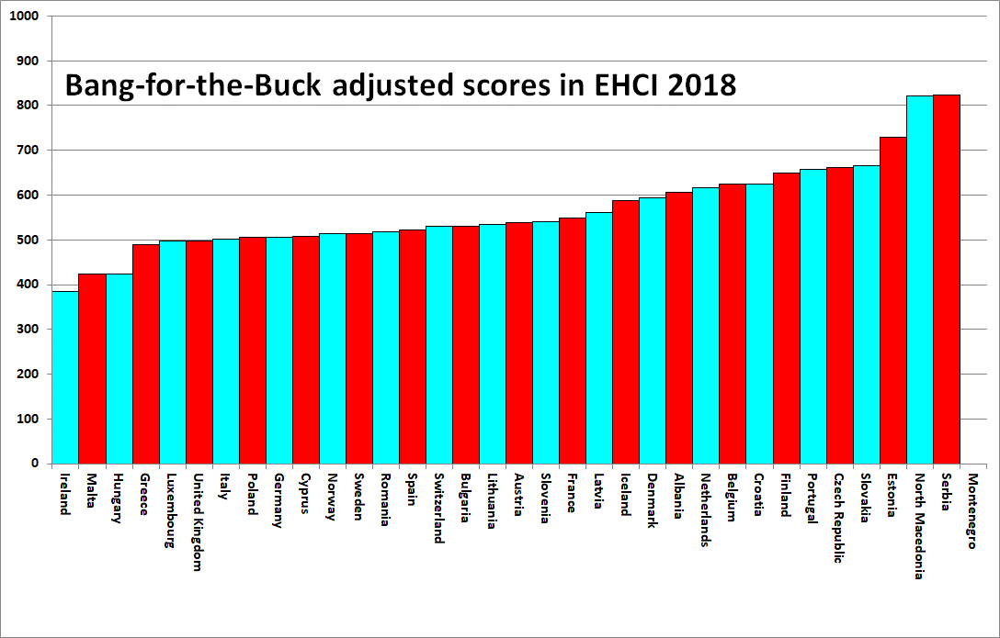 1000
900
Bang-for-the-Buck adjusted scores in EHCI 2018
800
700
600
500
400
300
200
100
0
Ireland
Malta
Hungary
Greece
Luxembourg
United Kingdom
Italy
Poland
Germany
Cyprus
Norway
Sweden
Romania
Spain
Switzerland
Bulgaria
Lithuania
Austria
Slovenia
France
Latvia
Iceland
Denmark
Albania
Netherlands
Belgium
Croatia
Finland
Portugal
Czech Republic
Slovakia
Estonia
North Macedonia
Serbia
Montenegro